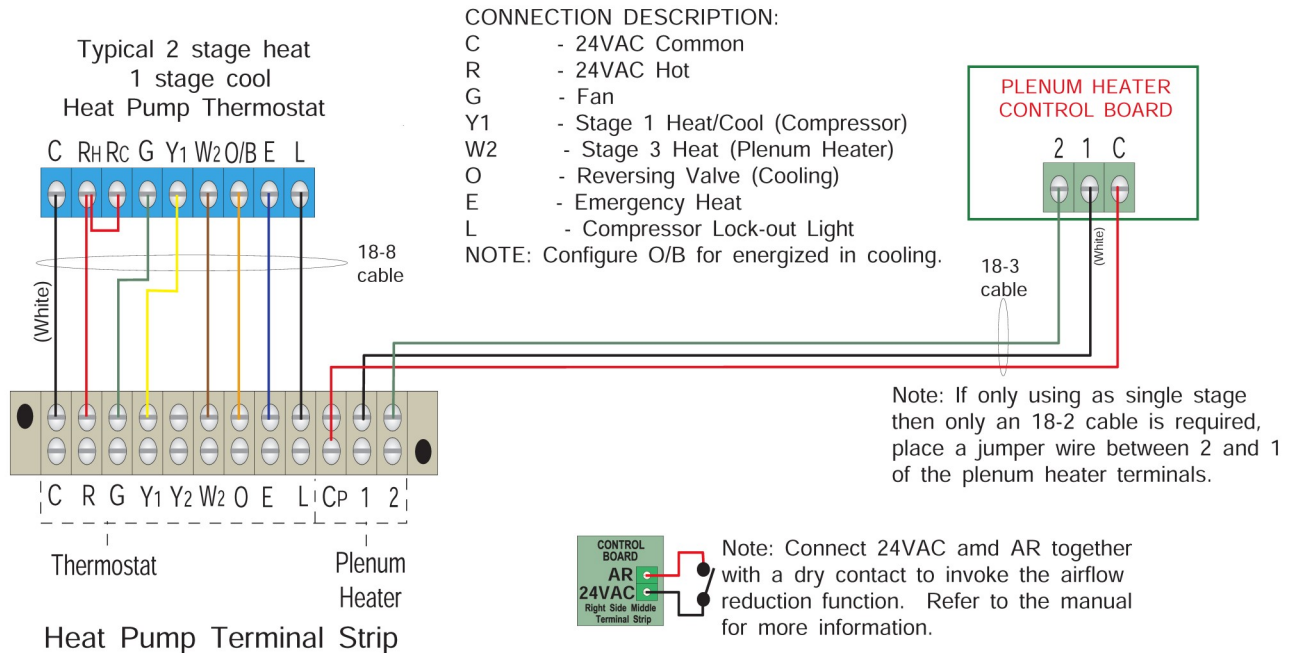 Typical 2 stage heat
1 stage cool
Heat Pump Thermostat
C RH RC G Y1 W2 O/B E L
18-8
cable
(White)
CONNECTION DESCRIPTION:
C - 24VAC Common
R - 24VAC Hot
G - Fan
Y1 - Stage 1 Heat/Cool (Compressor)
W2 - Stage 3 Heat (Plenum Heater)
O - Reversing Valve (Cooling)
E - Emergency Heat
L - Compressor Lock-out Light
NOTE: Configure O/B for energized in cooling.
PLENUM HEATER
CONTROL BOARD
2 1 C
(White)
18-3
cable
Note: If only using as single stage
then only an 18-2 cable is required,
place a jumper wire between 2 and 1
of the plenum heater terminals.
C R G Y1 Y2 W2 O E L CP 1 2
Thermostat
Plenum
Heater
Heat Pump Terminal Strip
CONTROL
BOARD
AR
24VAC
Right Side Middle
Terminal Strip
Note: Connect 24VAC amd AR together
with a dry contact to invoke the airflow
reduction function. Refer to the manual
for more information.